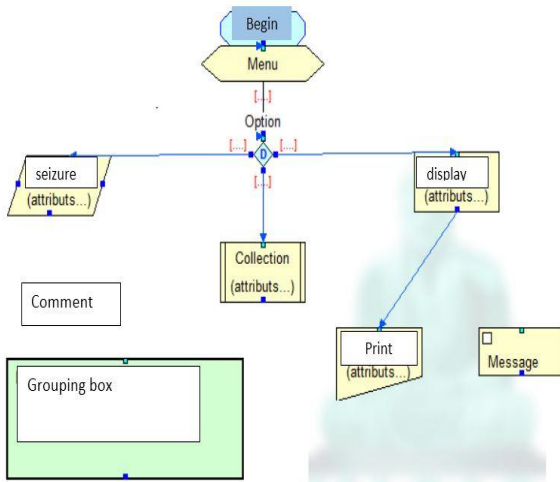 Begin
Menu
[....]
Option
[....]
[....]
D
[....]
seizure
(attributs...)
display
(attributs...)
Collection
(attributs...)
Comment
Print
(attributs...)
Message
Grouping box